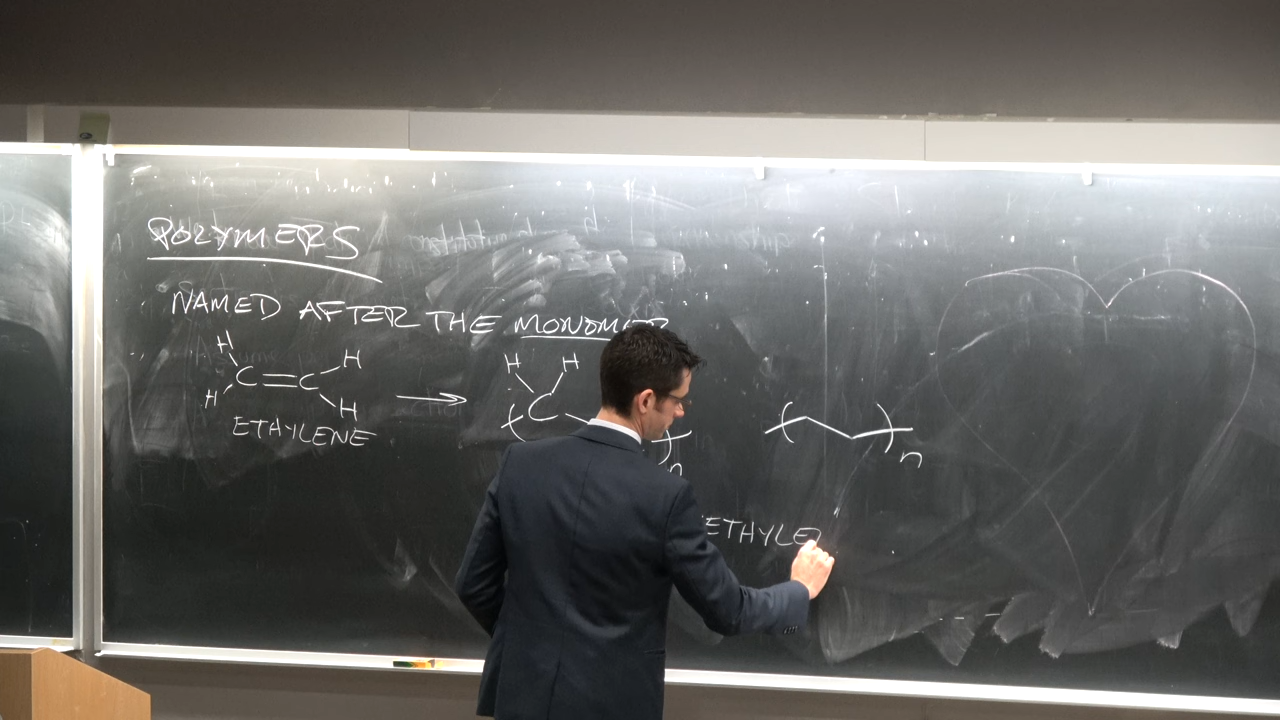 POLYMERS
NAMED AFTER THE MONOMER
H H
C=C
H H
ETHYLENE
H H
( C
)n
( )n
ETHYLE